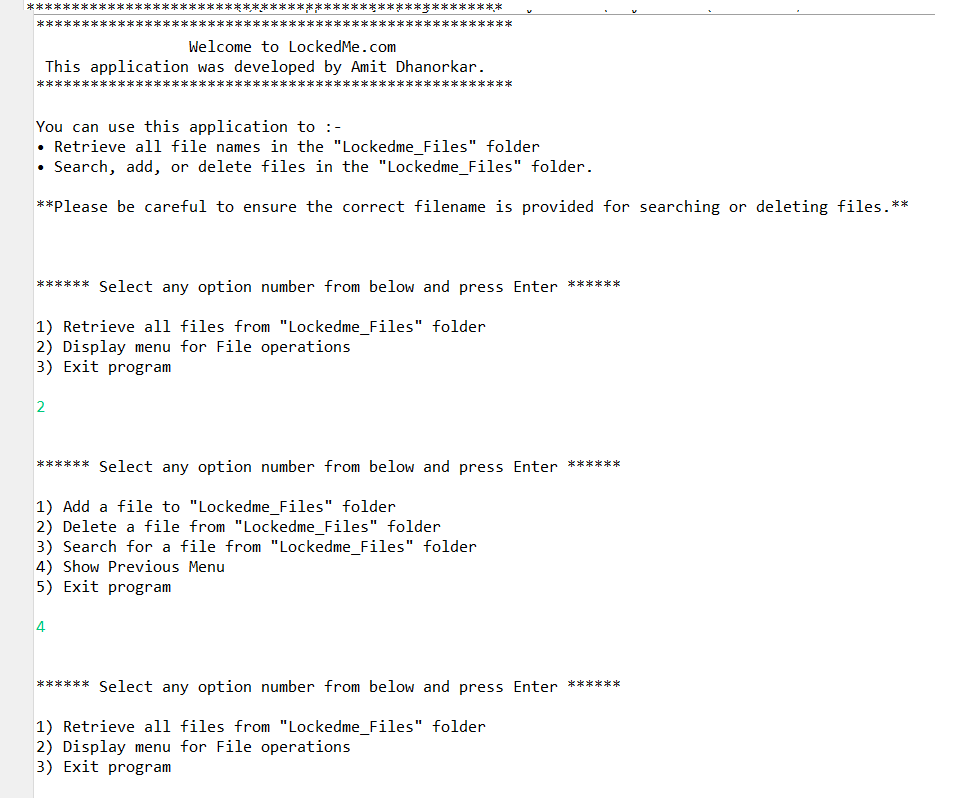 ****************************************************
****************************************************
Welcome to LockedMe.com
This application was developed by Amit Dhanorkar.
****************************************************
You can use this application to :-
• Retrieve all file names in the "Lockedme_Files" folder
• Search, add, or delete files in the "Lockedme_Files" folder.
**Please be careful to ensure the correct filename is provided for searching or deleting files.**
****** Select any option number from below and press Enter ******
1) Retrieve all files from "Lockedme_Files" folder
2) Display menu for File operations
3) Exit program
2
****** Select any option number from below and press Enter ******
1) Add a file to "Lockedme_Files" folder
2) Delete a file from "Lockedme_Files" folder
3) Search for a file from "Lockedme_Files" folder
4) Show Previous Menu
5) Exit program
4
****** Select any option number from below and press Enter ******
1) Retrieve all files from "Lockedme_Files" folder
2) Display menu for File operations
3) Exit program